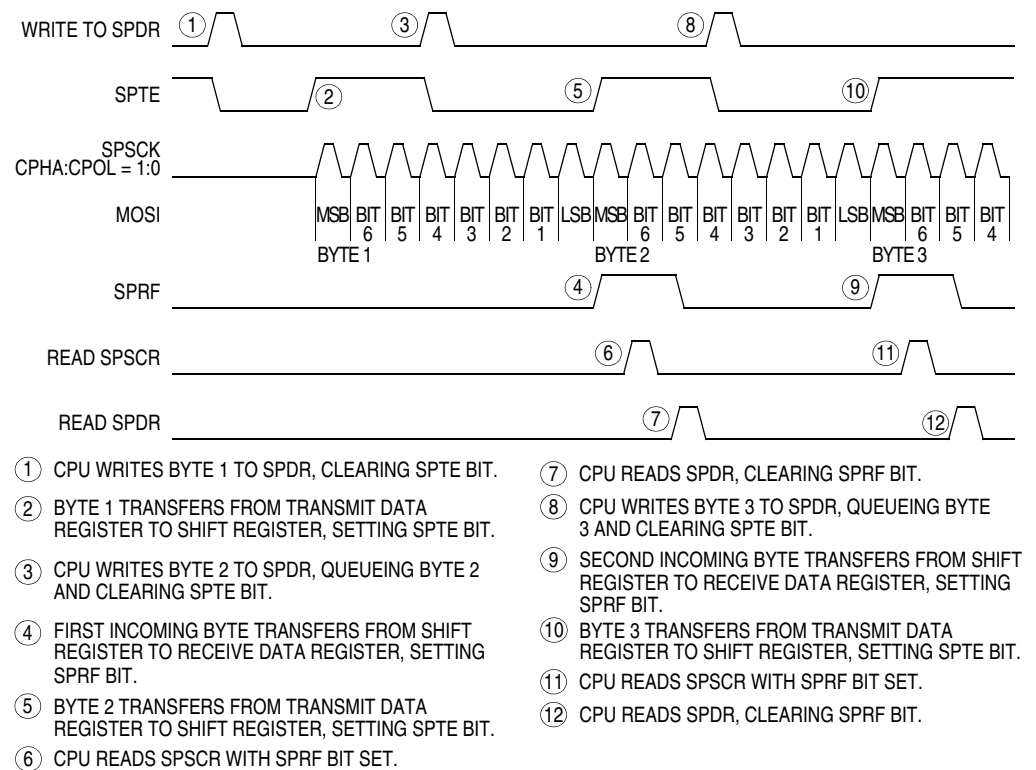 WRITE TO SPDR
1
3
8
SPTE
2
5
10
SPSCK
CPHA:CPOL = 1:0
MOSI
MSB BIT BIT BIT BIT BIT BIT LSB MSB BIT BIT BIT BIT BIT BIT LSB MSB BIT BIT BIT
6 5 4 3 2 1 6 5 4 3 2 1 6 5 4
BYTE 1 BYTE 2 BYTE 3
SPRF
4
9
READ SPSCR
6
11
READ SPDR
7
12
1 CPU WRITES BYTE 1 TO SPDR, CLEARING SPTE BIT.
2 BYTE 1 TRANSFERS FROM TRANSMIT DATA
REGISTER TO SHIFT REGISTER, SETTING SPTE BIT.
3 CPU WRITES BYTE 2 TO SPDR, QUEUEING BYTE 2
AND CLEARING SPTE BIT.
4 FIRST INCOMING BYTE TRANSFERS FROM SHIFT
REGISTER TO RECEIVE DATA REGISTER, SETTING
SPRF BIT.
5 BYTE 2 TRANSFERS FROM TRANSMIT DATA
REGISTER TO SHIFT REGISTER, SETTING SPTE BIT.
6 CPU READS SPSCR WITH SPRF BIT SET.
7 CPU READS SPDR, CLEARING SPRF BIT.
8 CPU WRITES BYTE 3 TO SPDR, QUEUEING BYTE
3 AND CLEARING SPTE BIT.
9 SECOND INCOMING BYTE TRANSFERS FROM SHIFT
REGISTER TO RECEIVE DATA REGISTER, SETTING
SPRF BIT.
10 BYTE 3 TRANSFERS FROM TRANSMIT DATA
REGISTER TO SHIFT REGISTER, SETTING SPTE BIT.
11 CPU READS SPSCR WITH SPRF BIT SET.
12 CPU READS SPDR, CLEARING SPRF BIT.